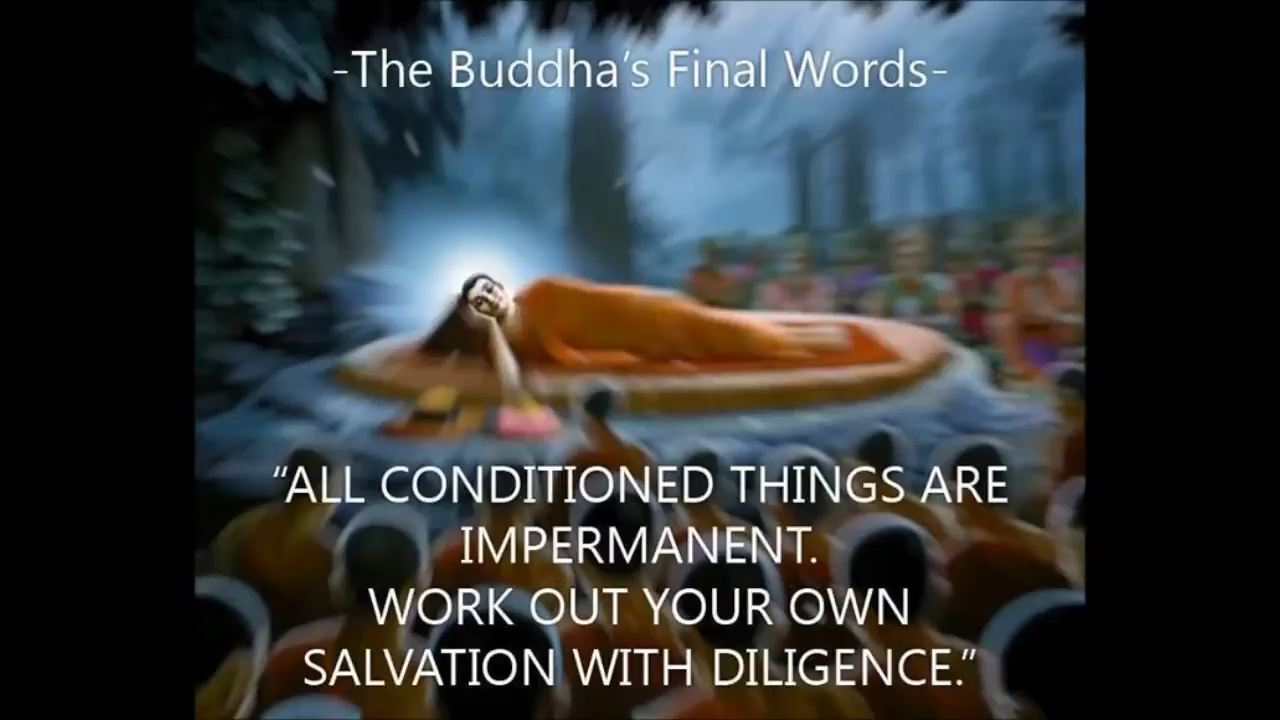 -The Buddha’s Final Words-
“ALL CONDITIONED THINGS ARE
IMPERMANENT.
WORK OUT YOUR OWN
SALVATION WITH DILIGENCE.”